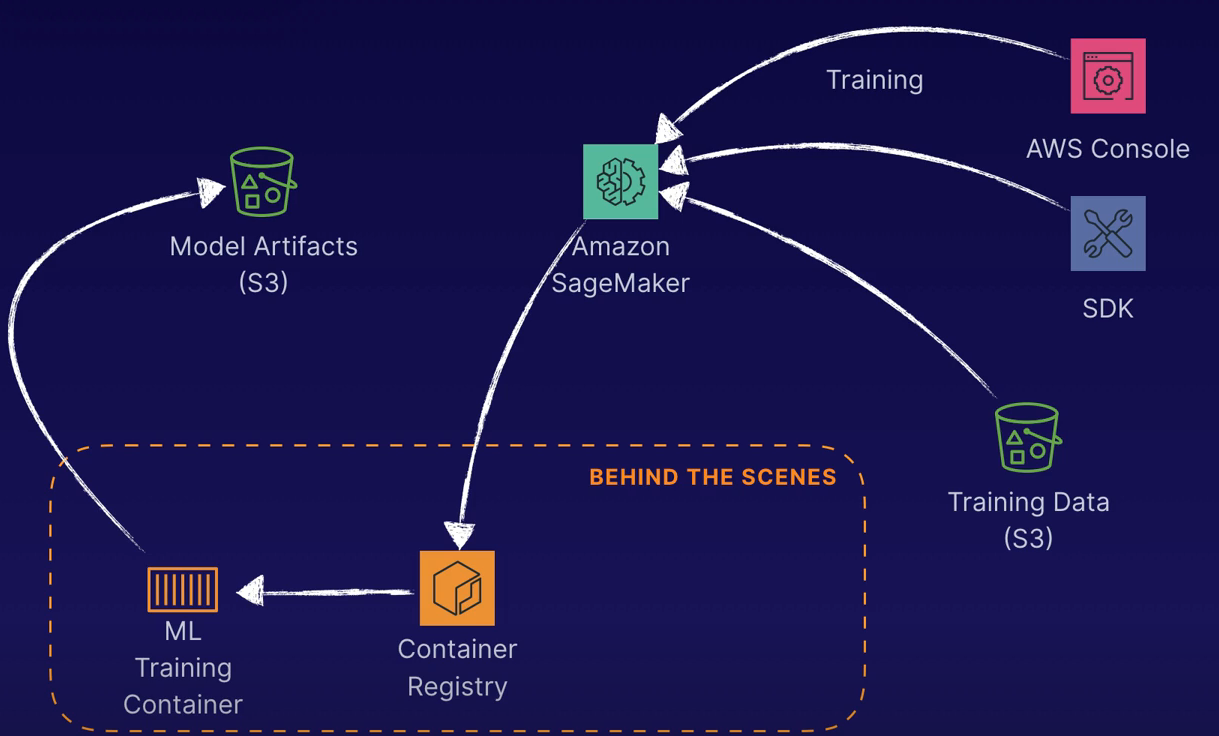 Training
AWS Console
SDK
Amazon
SageMaker
Model Artifacts
(S3)
Training Data
(S3)
BEHIND THE SCENES
ML
Training
Container
Container
Registry